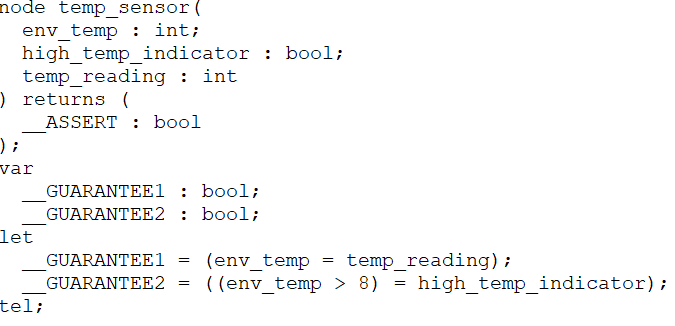 node temp_sensor(
  env_temp : int;
  high_temp_indicator : bool;
  temp_reading : int
) returns (
  __ASSERT : bool
);
var
  __GUARANTEE1 : bool;
  __GUARANTEE2 : bool;
let
  __GUARANTEE1 = (env_temp = temp_reading);
  __GUARANTEE2 = ((env_temp > 8) = high_temp_indicator);
tel;